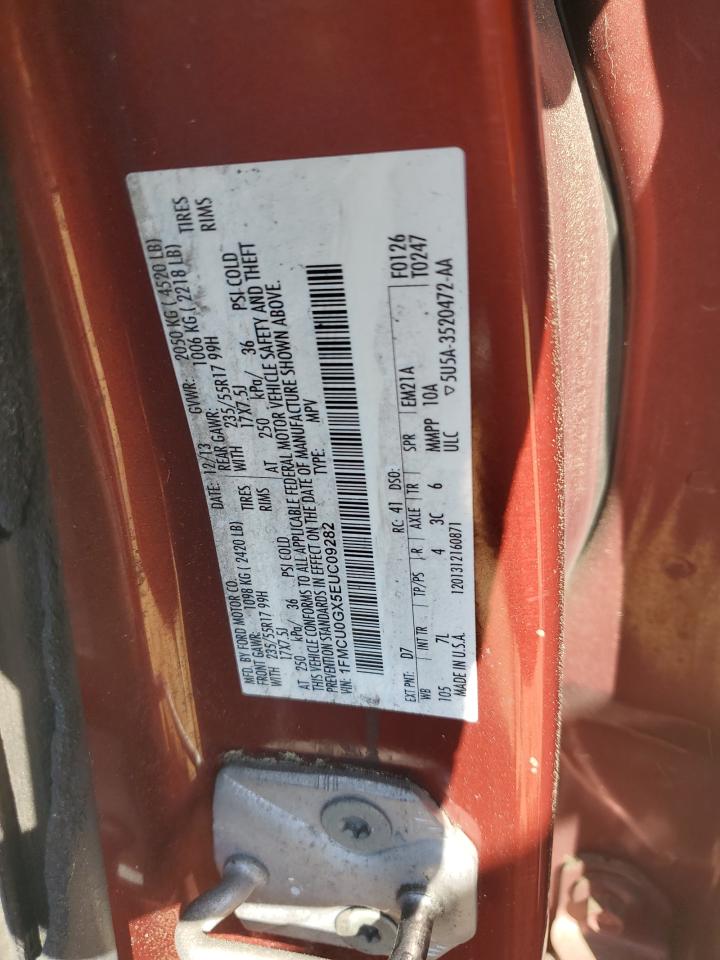 MFD. BY FORD MOTOR CO.
DATE: 12/13 GVWR: 2050 KG ( 4520 LB)
FRONT GAWR: 1098 KG ( 2420 LB) REAR GAWR: 1006 KG ( 2218 LB)
WITH 235/55R17 99H TIRES WITH 235/55R17 99H TIRES
17X7.5J RIMS 17X7.5J RIMS
AT 250 kPa/ 36 PSI COLD AT 250 kPa/ 36 PSI COLD
THIS VEHICLE CONFORMS TO ALL APPLICABLE FEDERAL MOTOR VEHICLE SAFETY AND THEFT
PREVENTION STANDARDS IN EFFECT ON THE DATE OF MANUFACTURE SHOWN ABOVE.
VIN: 1FMCU0GX5EUC09282 TYPE: MPV
F0126
T0247
EXT PNT: D7 RC: 41 DSO:
WB INT TR TP/PS R AXLE TR SPR EM21A
105 7L 4 3C 6 MMPP 10A
MADE IN U.S.A. 1201312160871 ULC ▽5U5A-3520472-AA